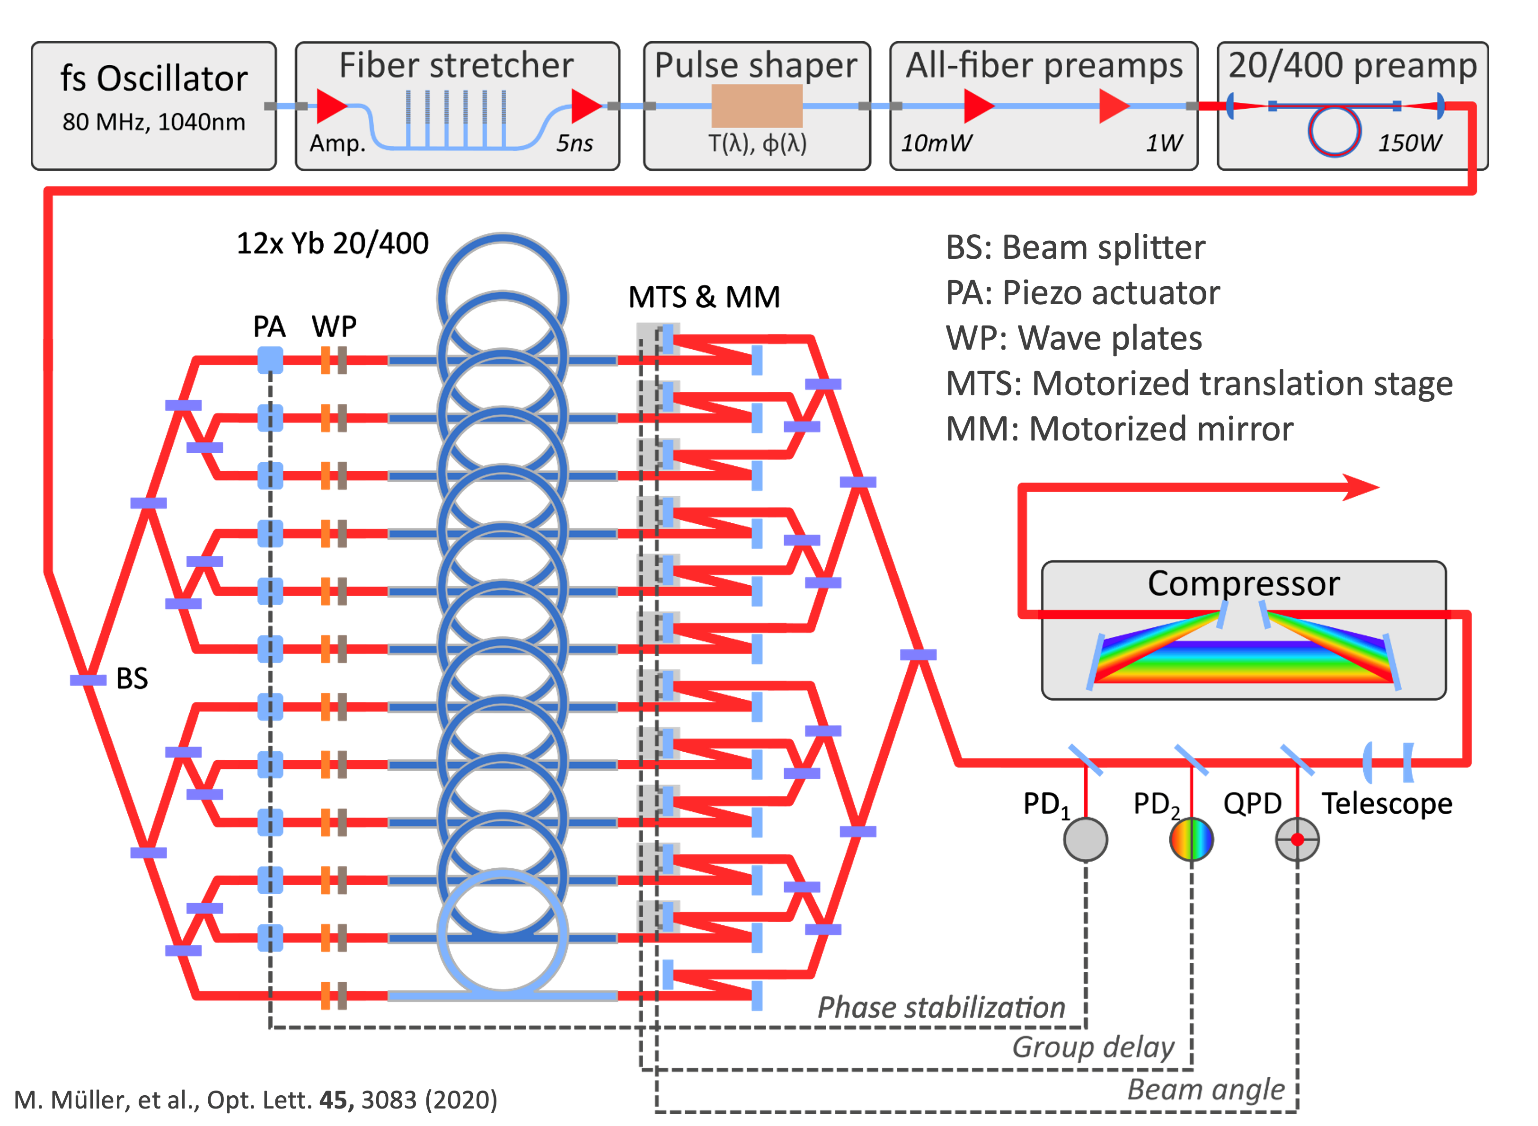 fs Oscillator
80 MHz, 1040nm
Fiber stretcher
Amp.
5ns
Pulse shaper
T(λ), ϕ(λ)
All-fiber preamps
10mW
1W
20/400 preamp
150W
12x Yb 20/400
PA
WP
MTS & MM
BS: Beam splitter
PA: Piezo actuator
WP: Wave plates
MTS: Motorized translation stage
MM: Motorized mirror
Compressor
BS
PD₁
PD₂
QPD
Telescope
Phase stabilization
Group delay
Beam angle
M. Müller, et al., Opt. Lett. 45, 3083 (2020)